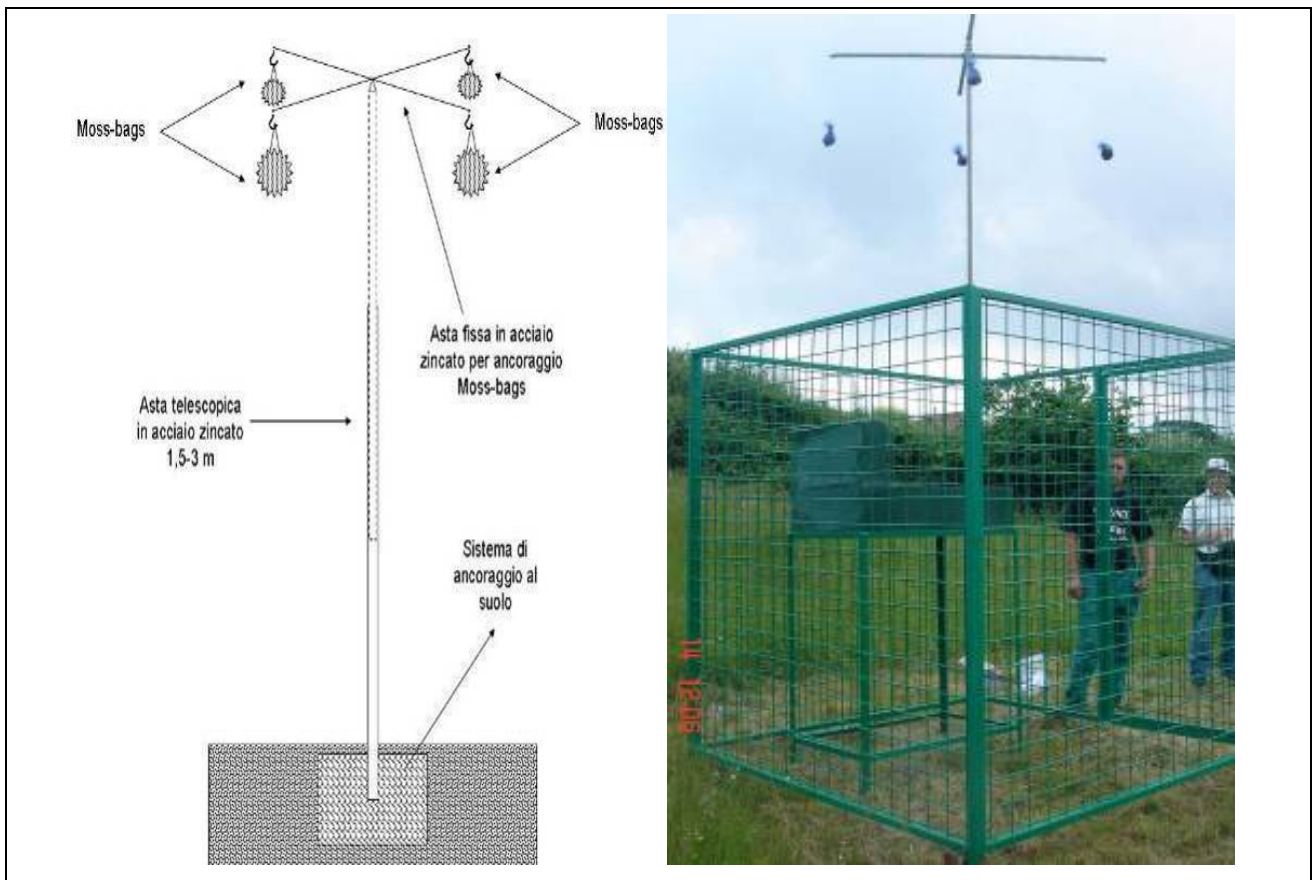 Moss-bags
Moss-bags
Asta fissa in acciaio
zincato per ancoraggio
Moss-bags
Asta telescopica
in acciaio zincato
1,5-3 m
Sistema di
ancoraggio al
suolo
14 12:06